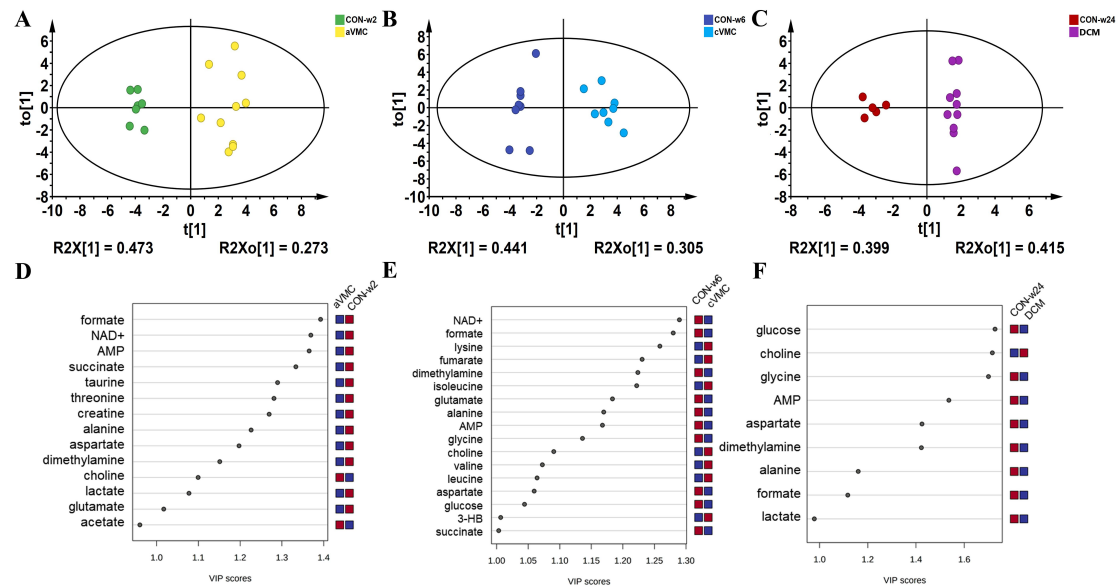 A
CON-w2
aVMC
to[1]
6
4
2
0
-2
-4
-6
-8
-10 -8 -6 -4 -2 0 2 4 6 8
t[1]
R2X[1] = 0.473 R2Xo[1] = 0.273
B
CON-w6
cVMC
to[1]
8
6
4
2
0
-2
-4
-6
-8
-10
-10 -8 -6 -4 -2 0 2 4 6 8
t[1]
R2X[1] = 0.441 R2Xo[1] = 0.305
C
CON-w24
DCM
to[1]
6
4
2
0
-2
-4
-6
-8
-8 -6 -4 -2 0 2 4 6
t[1]
R2X[1] = 0.399 R2Xo[1] = 0.415
D
aVMC
CON-w2
formate
NAD+
AMP
succinate
taurine
threonine
creatine
alanine
aspartate
dimethylamine
choline
lactate
glutamate
acetate
1.0 1.1 1.2 1.3 1.4
VIP scores
E
CON-w6
cVMC
NAD+
formate
lysine
fumarate
dimethylamine
isoleucine
glutamate
alanine
AMP
glycine
choline
valine
leucine
aspartate
glucose
3-HB
succinate
1.00 1.05 1.10 1.15 1.20 1.25 1.30
VIP scores
F
CON-w24
DCM
glucose
choline
glycine
AMP
aspartate
dimethylamine
alanine
formate
lactate
1.0 1.2 1.4 1.6
VIP scores